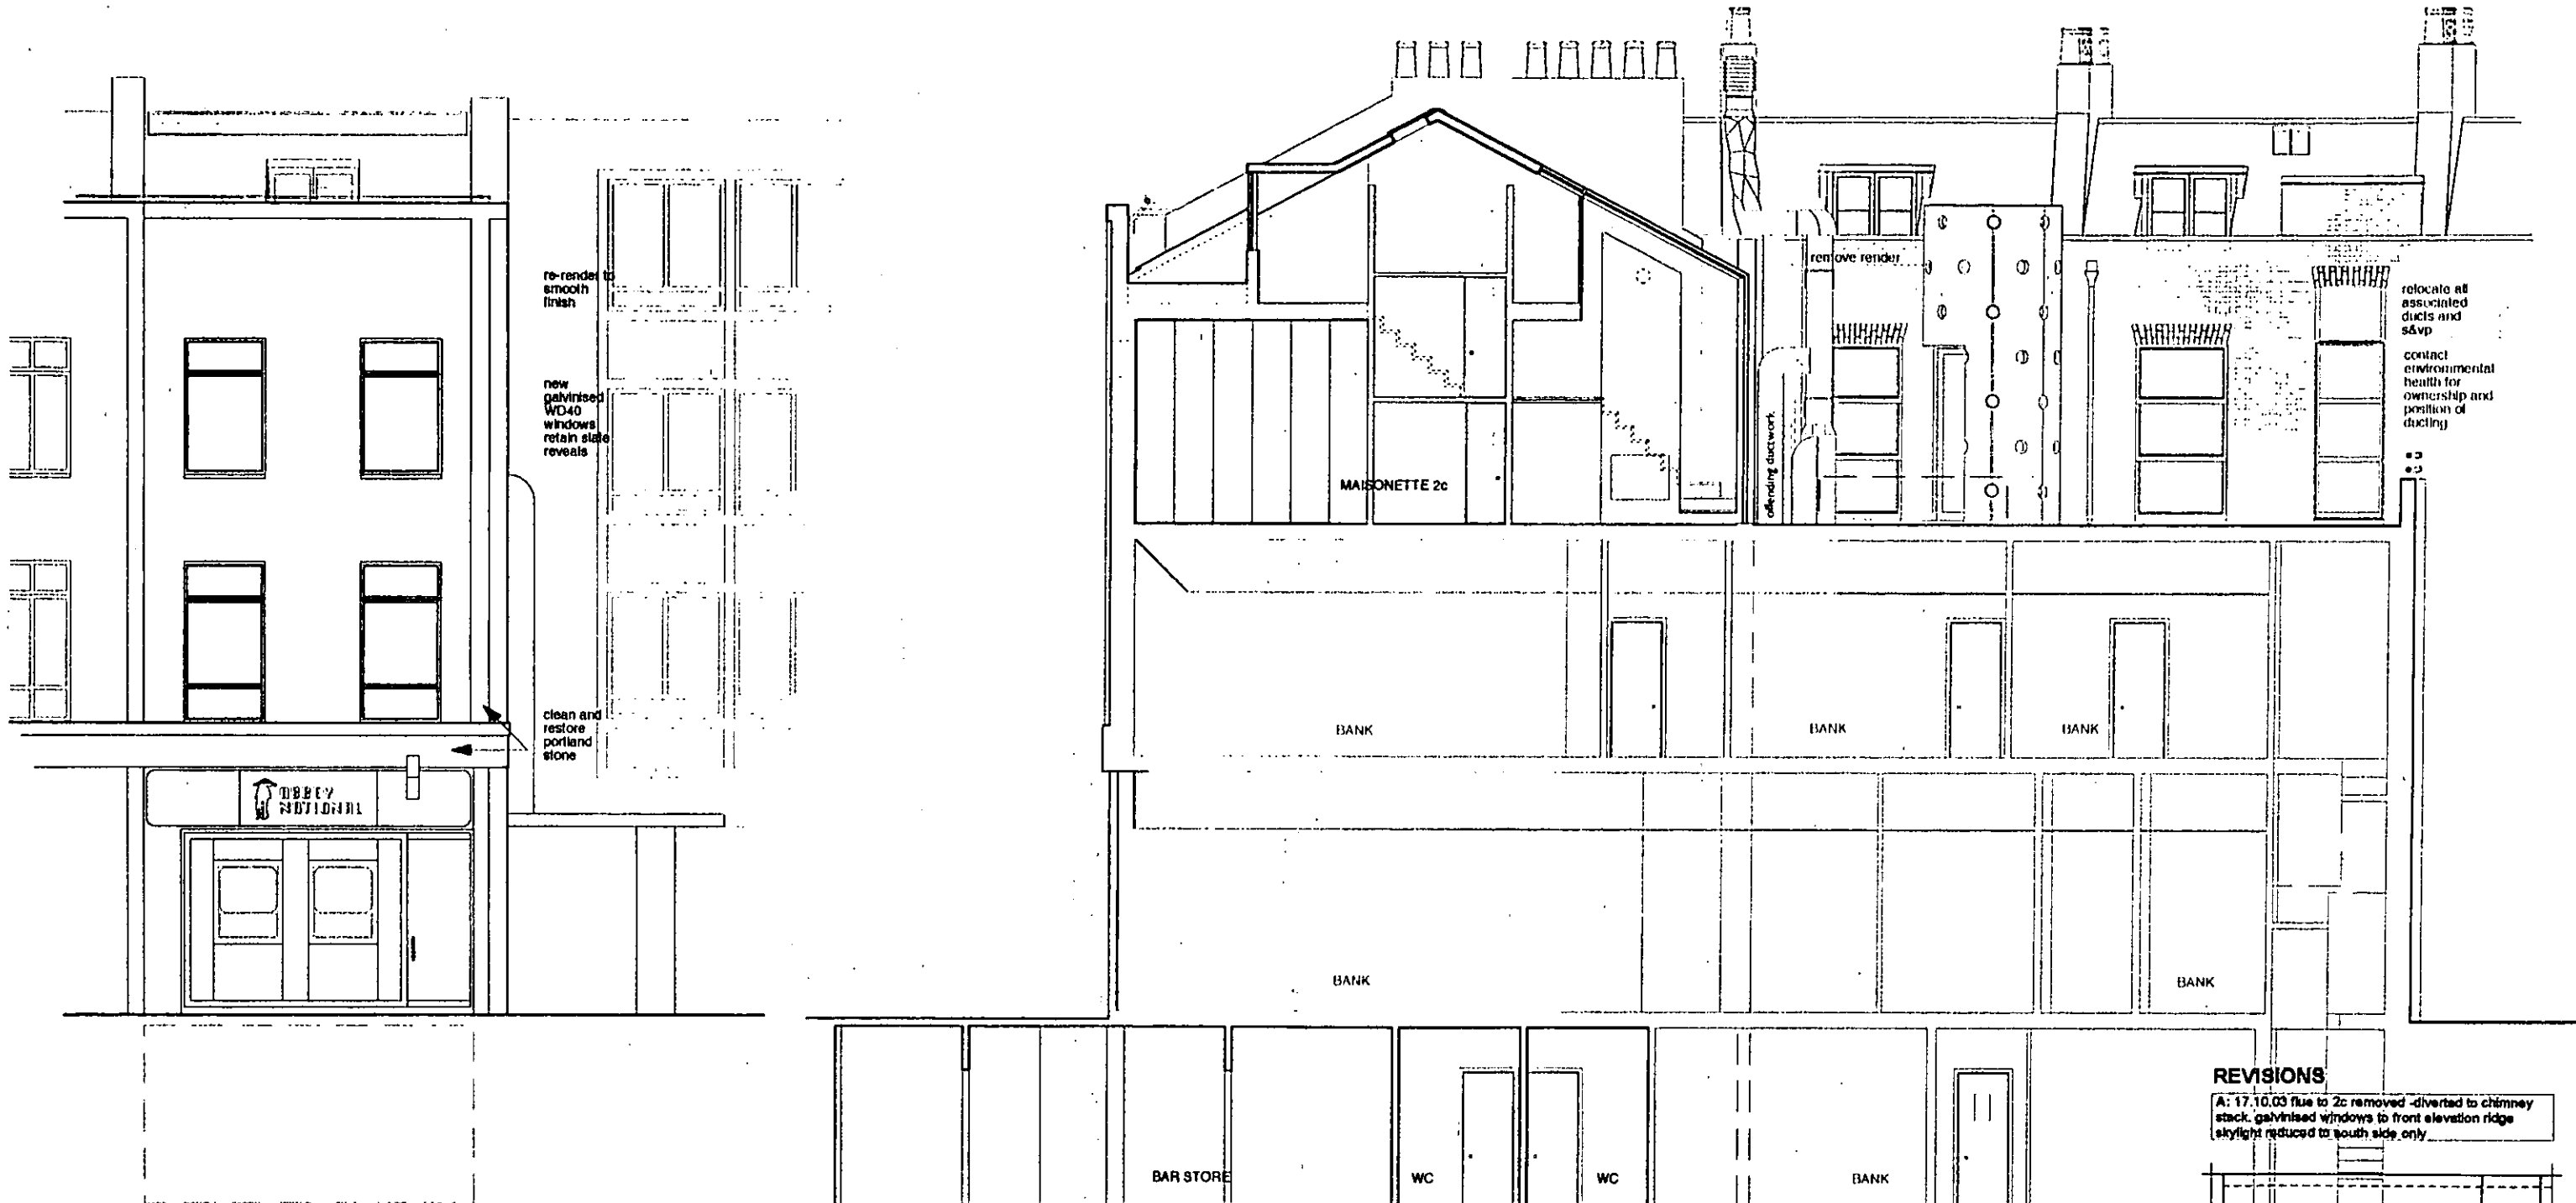 re-render to
smooth
finish
new
galvinised
WD40
windows
retain slate
reveals
clean and
restore
portland
stone
ABBEY
NATIONAL
MAISONETTE 2c
offending ductwork
remove render
relocate all
associated
ducts and
s&vp
contact
environmental
health for
ownership and
position of
ducting
BANK
BANK
BANK
BANK
BANK
BAR STORE
WC
WC
BANK
REVISIONS
A: 17.10.03 flue to 2c removed -diverted to chimney
stack. galvinised windows to front elevation ridge
skylight reduced to south side only